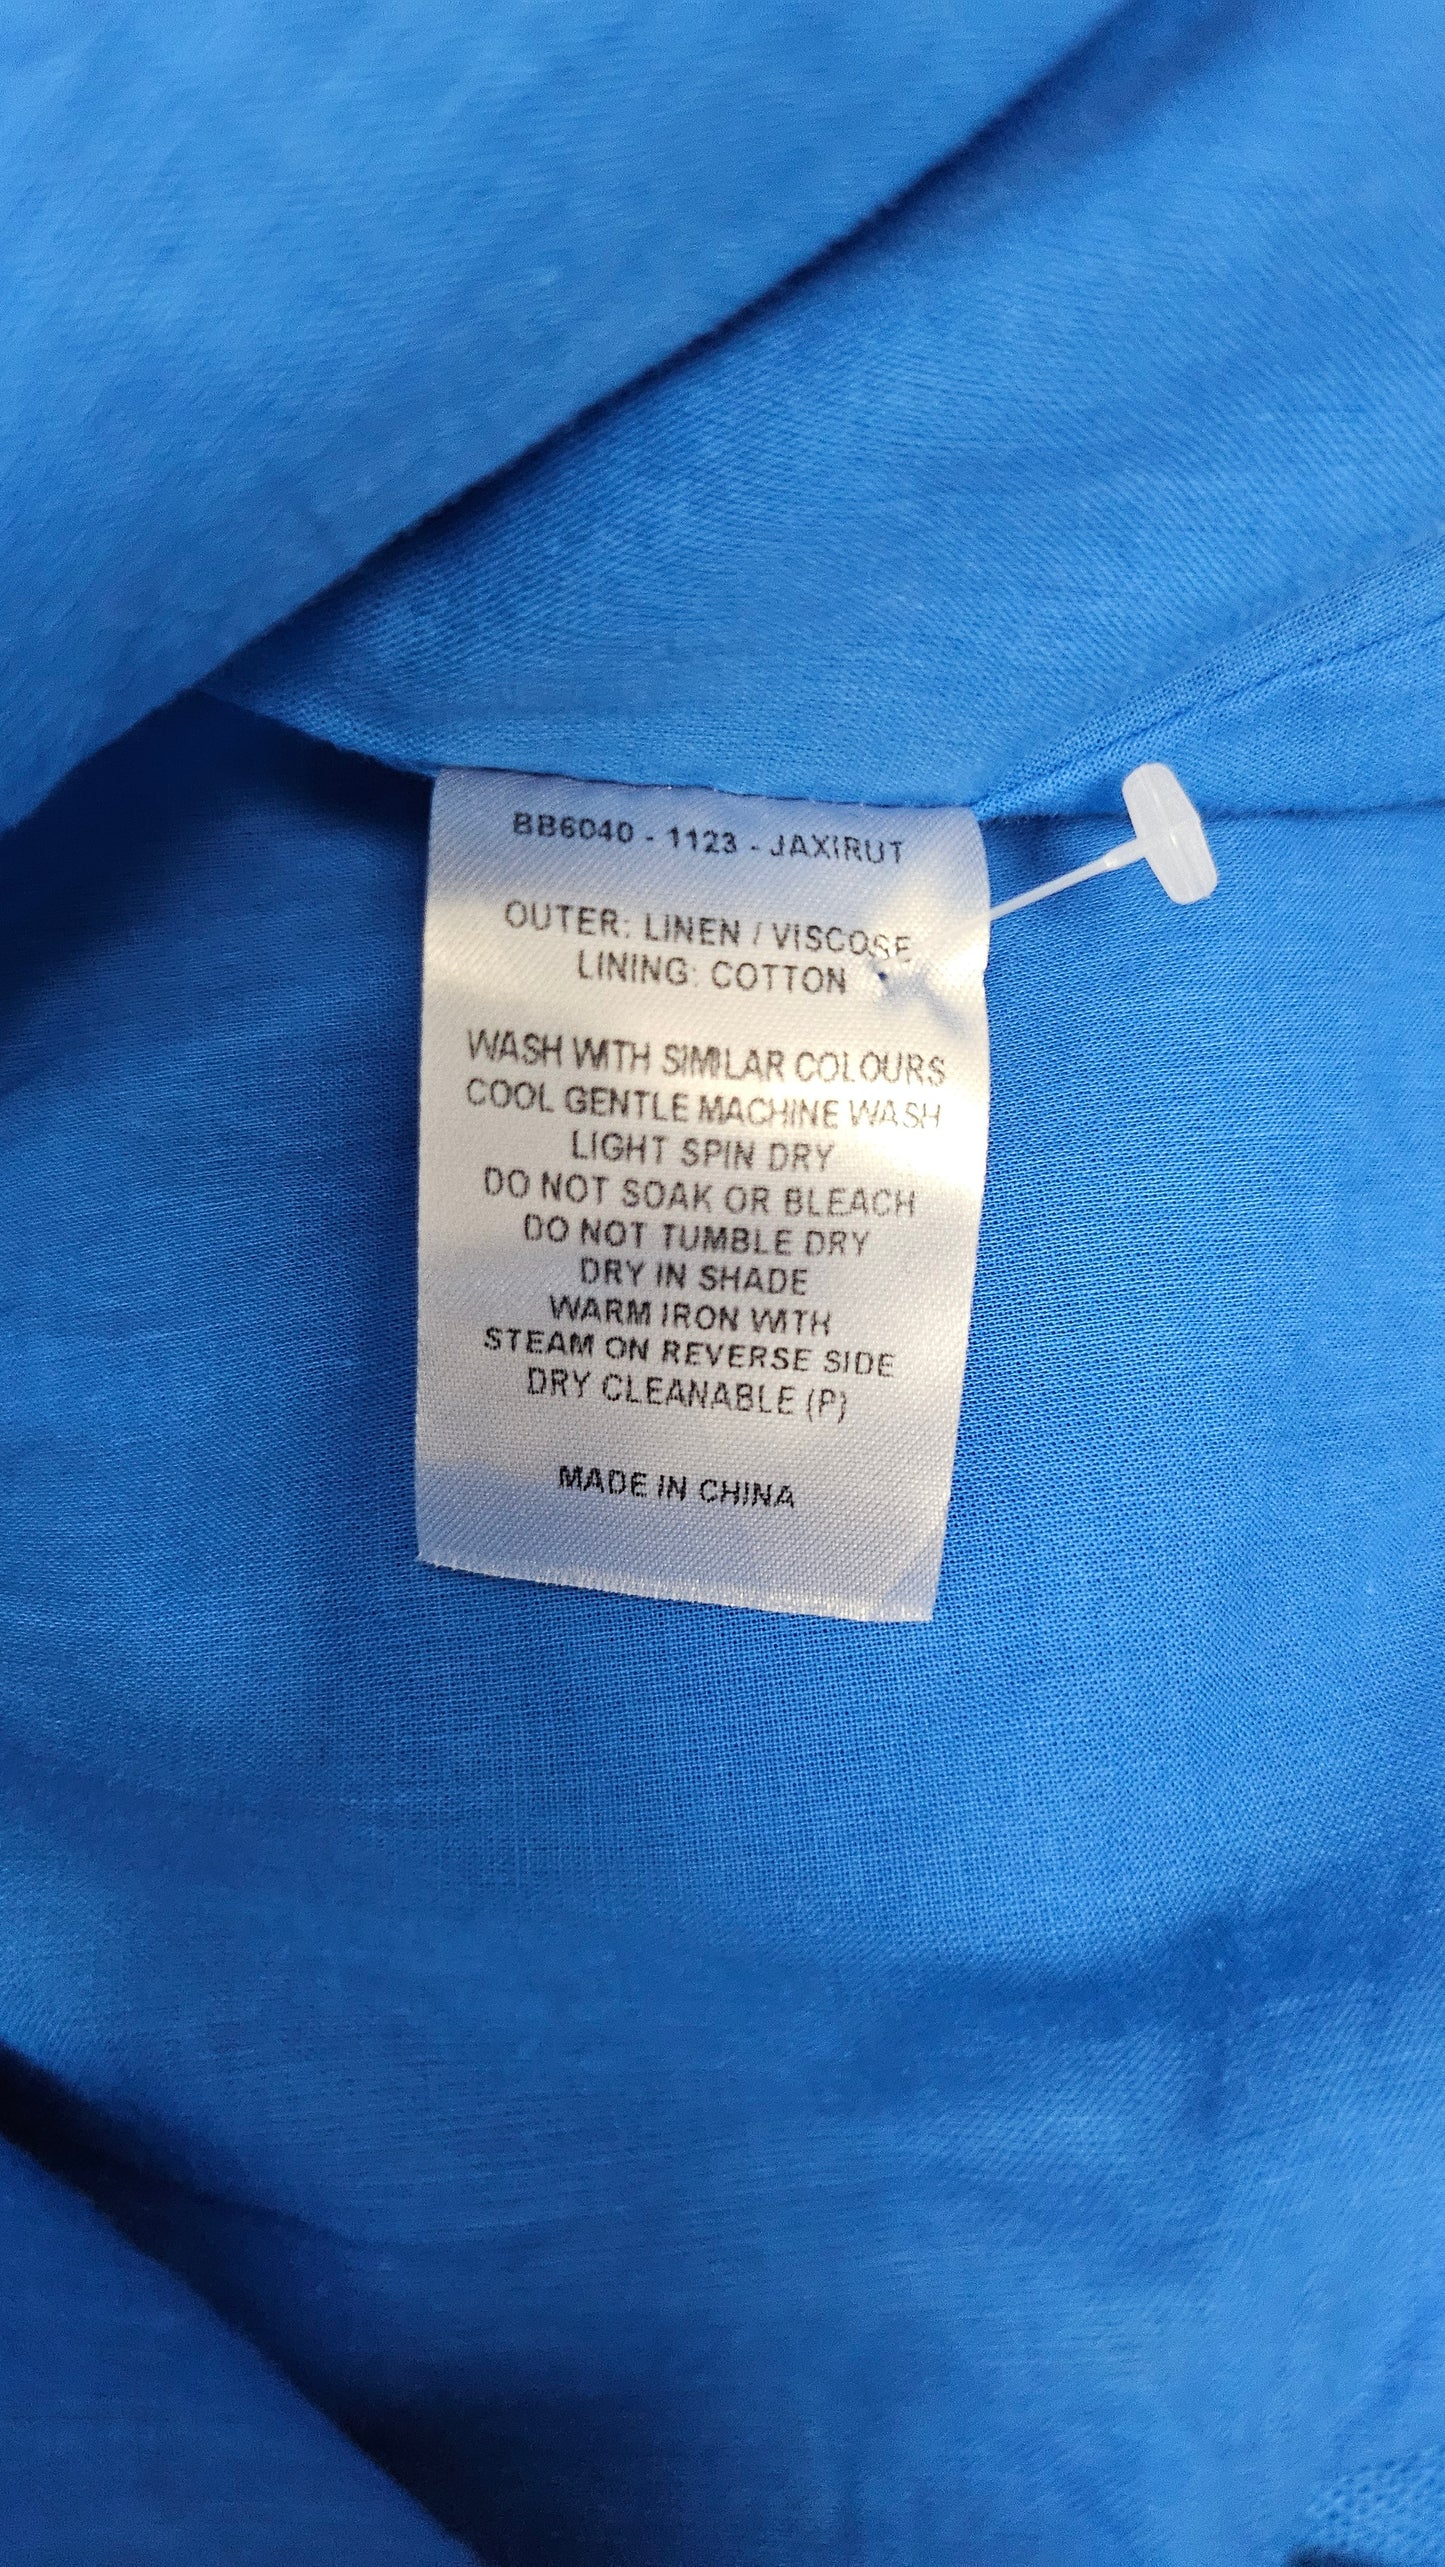 BB6040 - 1123 - JAXIRUT
OUTER: LINEN / VISCOSE
LINING: COTTON
WASH WITH SIMILAR COLOURS
COOL GENTLE MACHINE WASH
LIGHT SPIN DRY
DO NOT SOAK OR BLEACH
DO NOT TUMBLE DRY
DRY IN SHADE
WARM IRON WITH
STEAM ON REVERSE SIDE
DRY CLEANABLE (P)
MADE IN CHINA